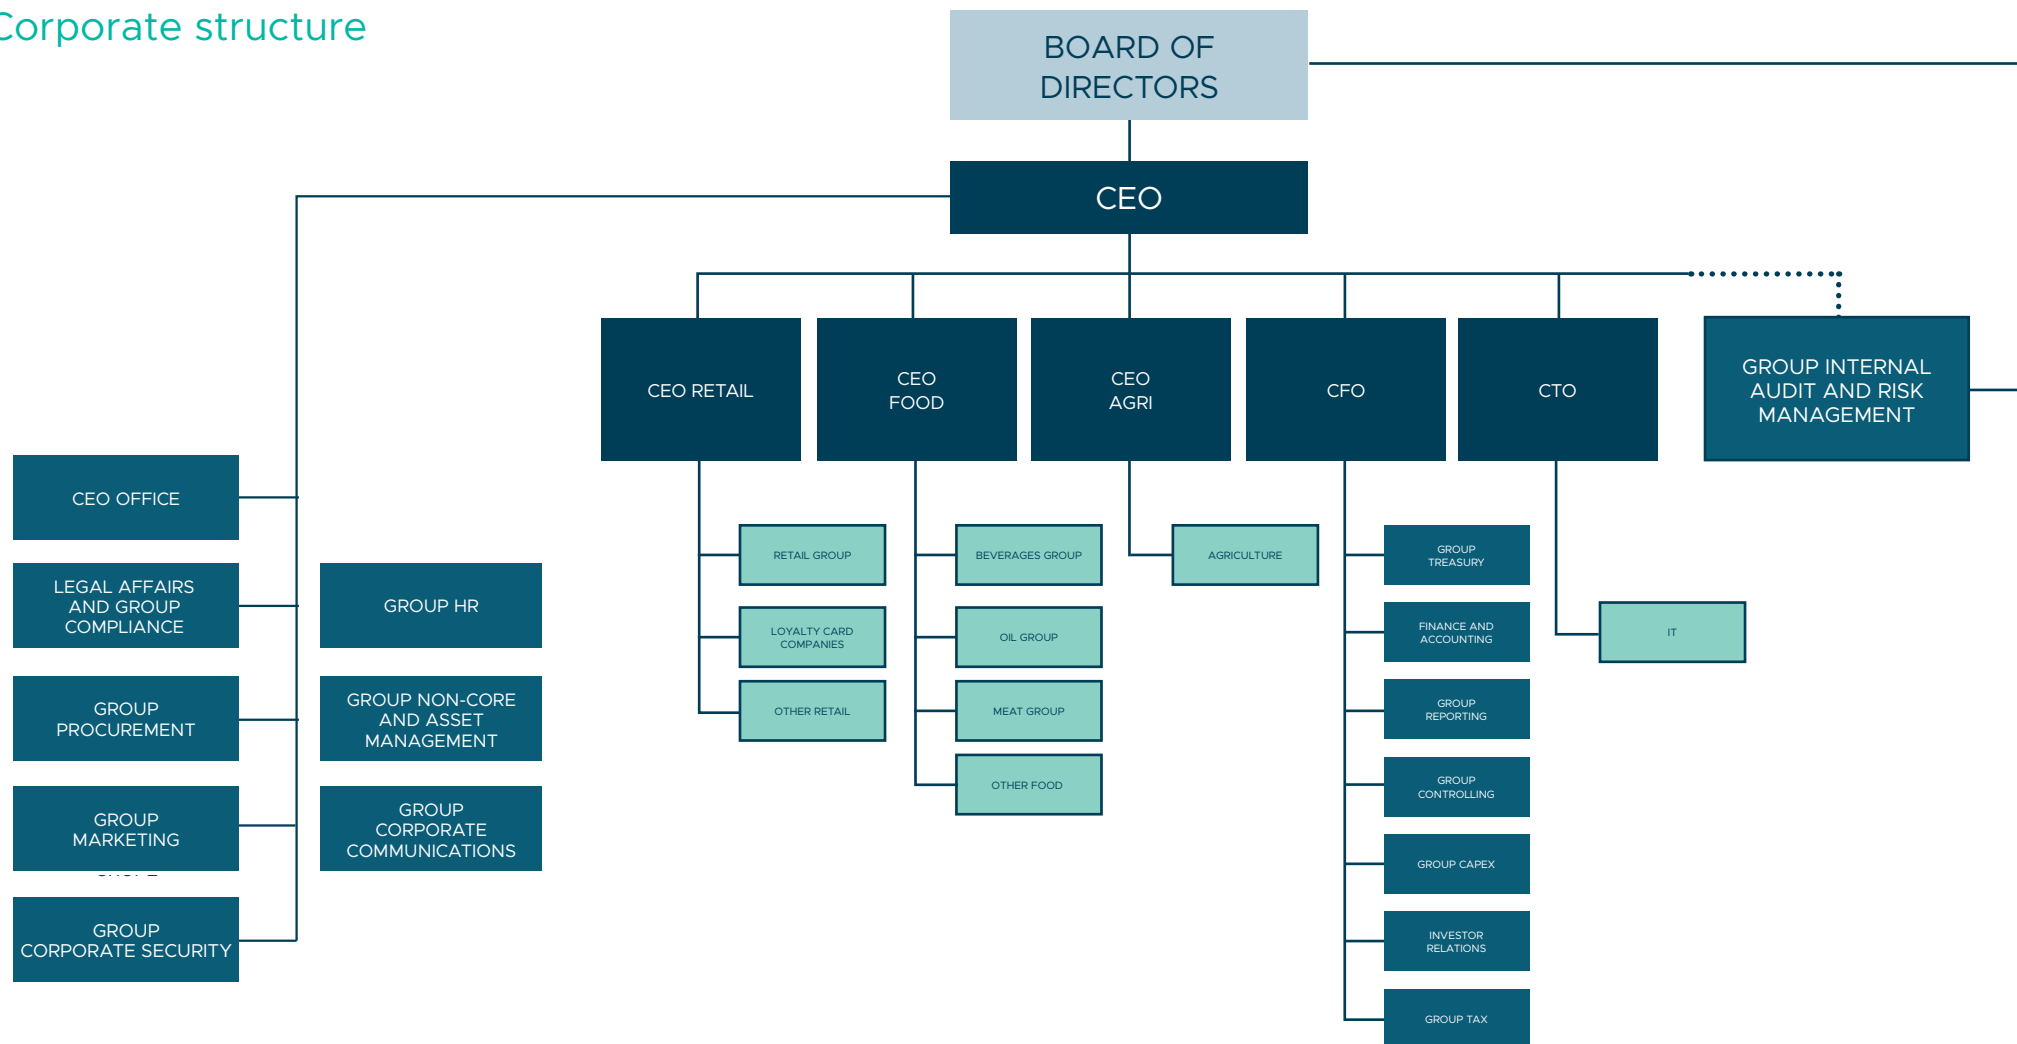 Corporate structure
BOARD OF
DIRECTORS
CEO
CEO RETAIL
CEO
FOOD
CEO
AGRI
CFO
CTO
GROUP INTERNAL
AUDIT AND RISK
MANAGEMENT
CEO OFFICE
LEGAL AFFAIRS
AND GROUP
COMPLIANCE
GROUP
PROCUREMENT
GROUP
MARKETING
GROUP
CORPORATE SECURITY
GROUP HR
GROUP NON-CORE
AND ASSET
MANAGEMENT
GROUP
CORPORATE
COMMUNICATIONS
RETAIL GROUP
LOYALTY CARD
COMPANIES
OTHER RETAIL
BEVERAGES GROUP
OIL GROUP
MEAT GROUP
OTHER FOOD
AGRICULTURE
GROUP
TREASURY
FINANCE AND
ACCOUNTING
GROUP
REPORTING
GROUP
CONTROLLING
GROUP CAPEX
INVESTOR
RELATIONS
GROUP TAX
IT